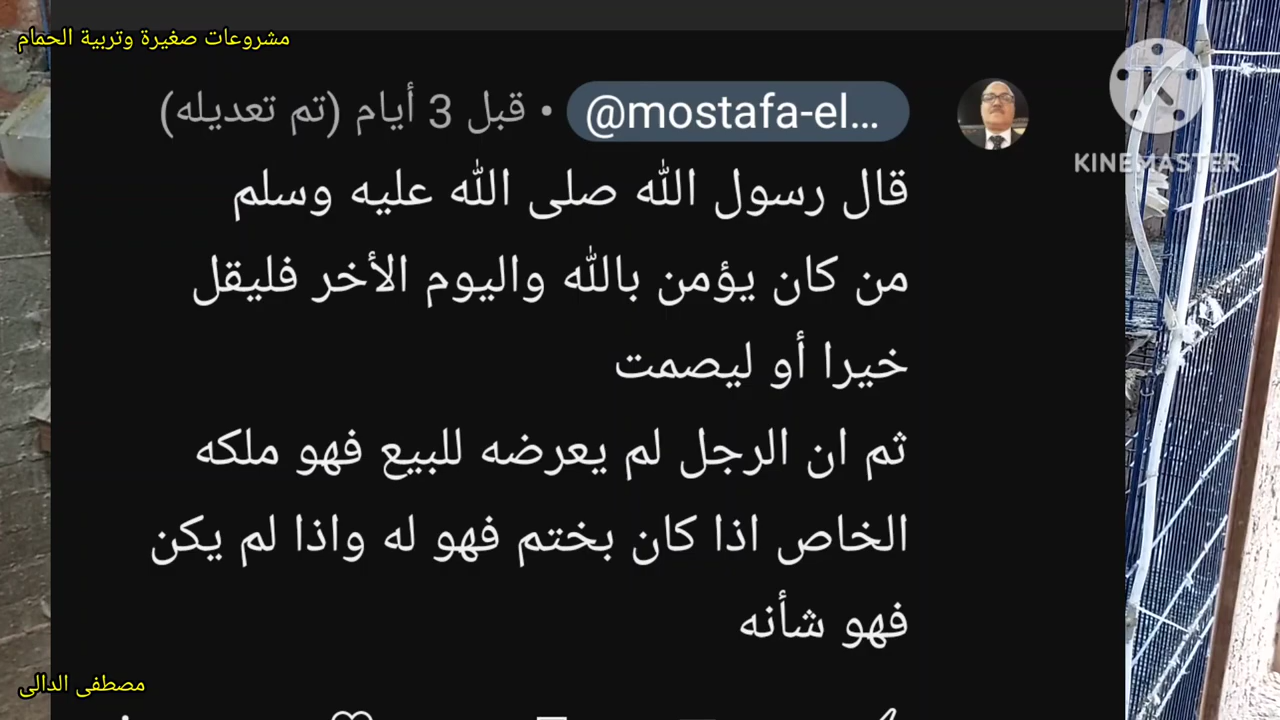 مشروعات صغيرة وتربية الحمام
@mostafa-el... • قبل 3 أيام (تم تعديله)
KINEMASTER
قال رسول الله صلى الله عليه وسلم
من كان يؤمن بالله واليوم الأخر فليقل
خيرا أو ليصمت
ثم ان الرجل لم يعرضه للبيع فهو ملكه
الخاص اذا كان بختم فهو له واذا لم يكن
فهو شأنه
مصطفى الدالى